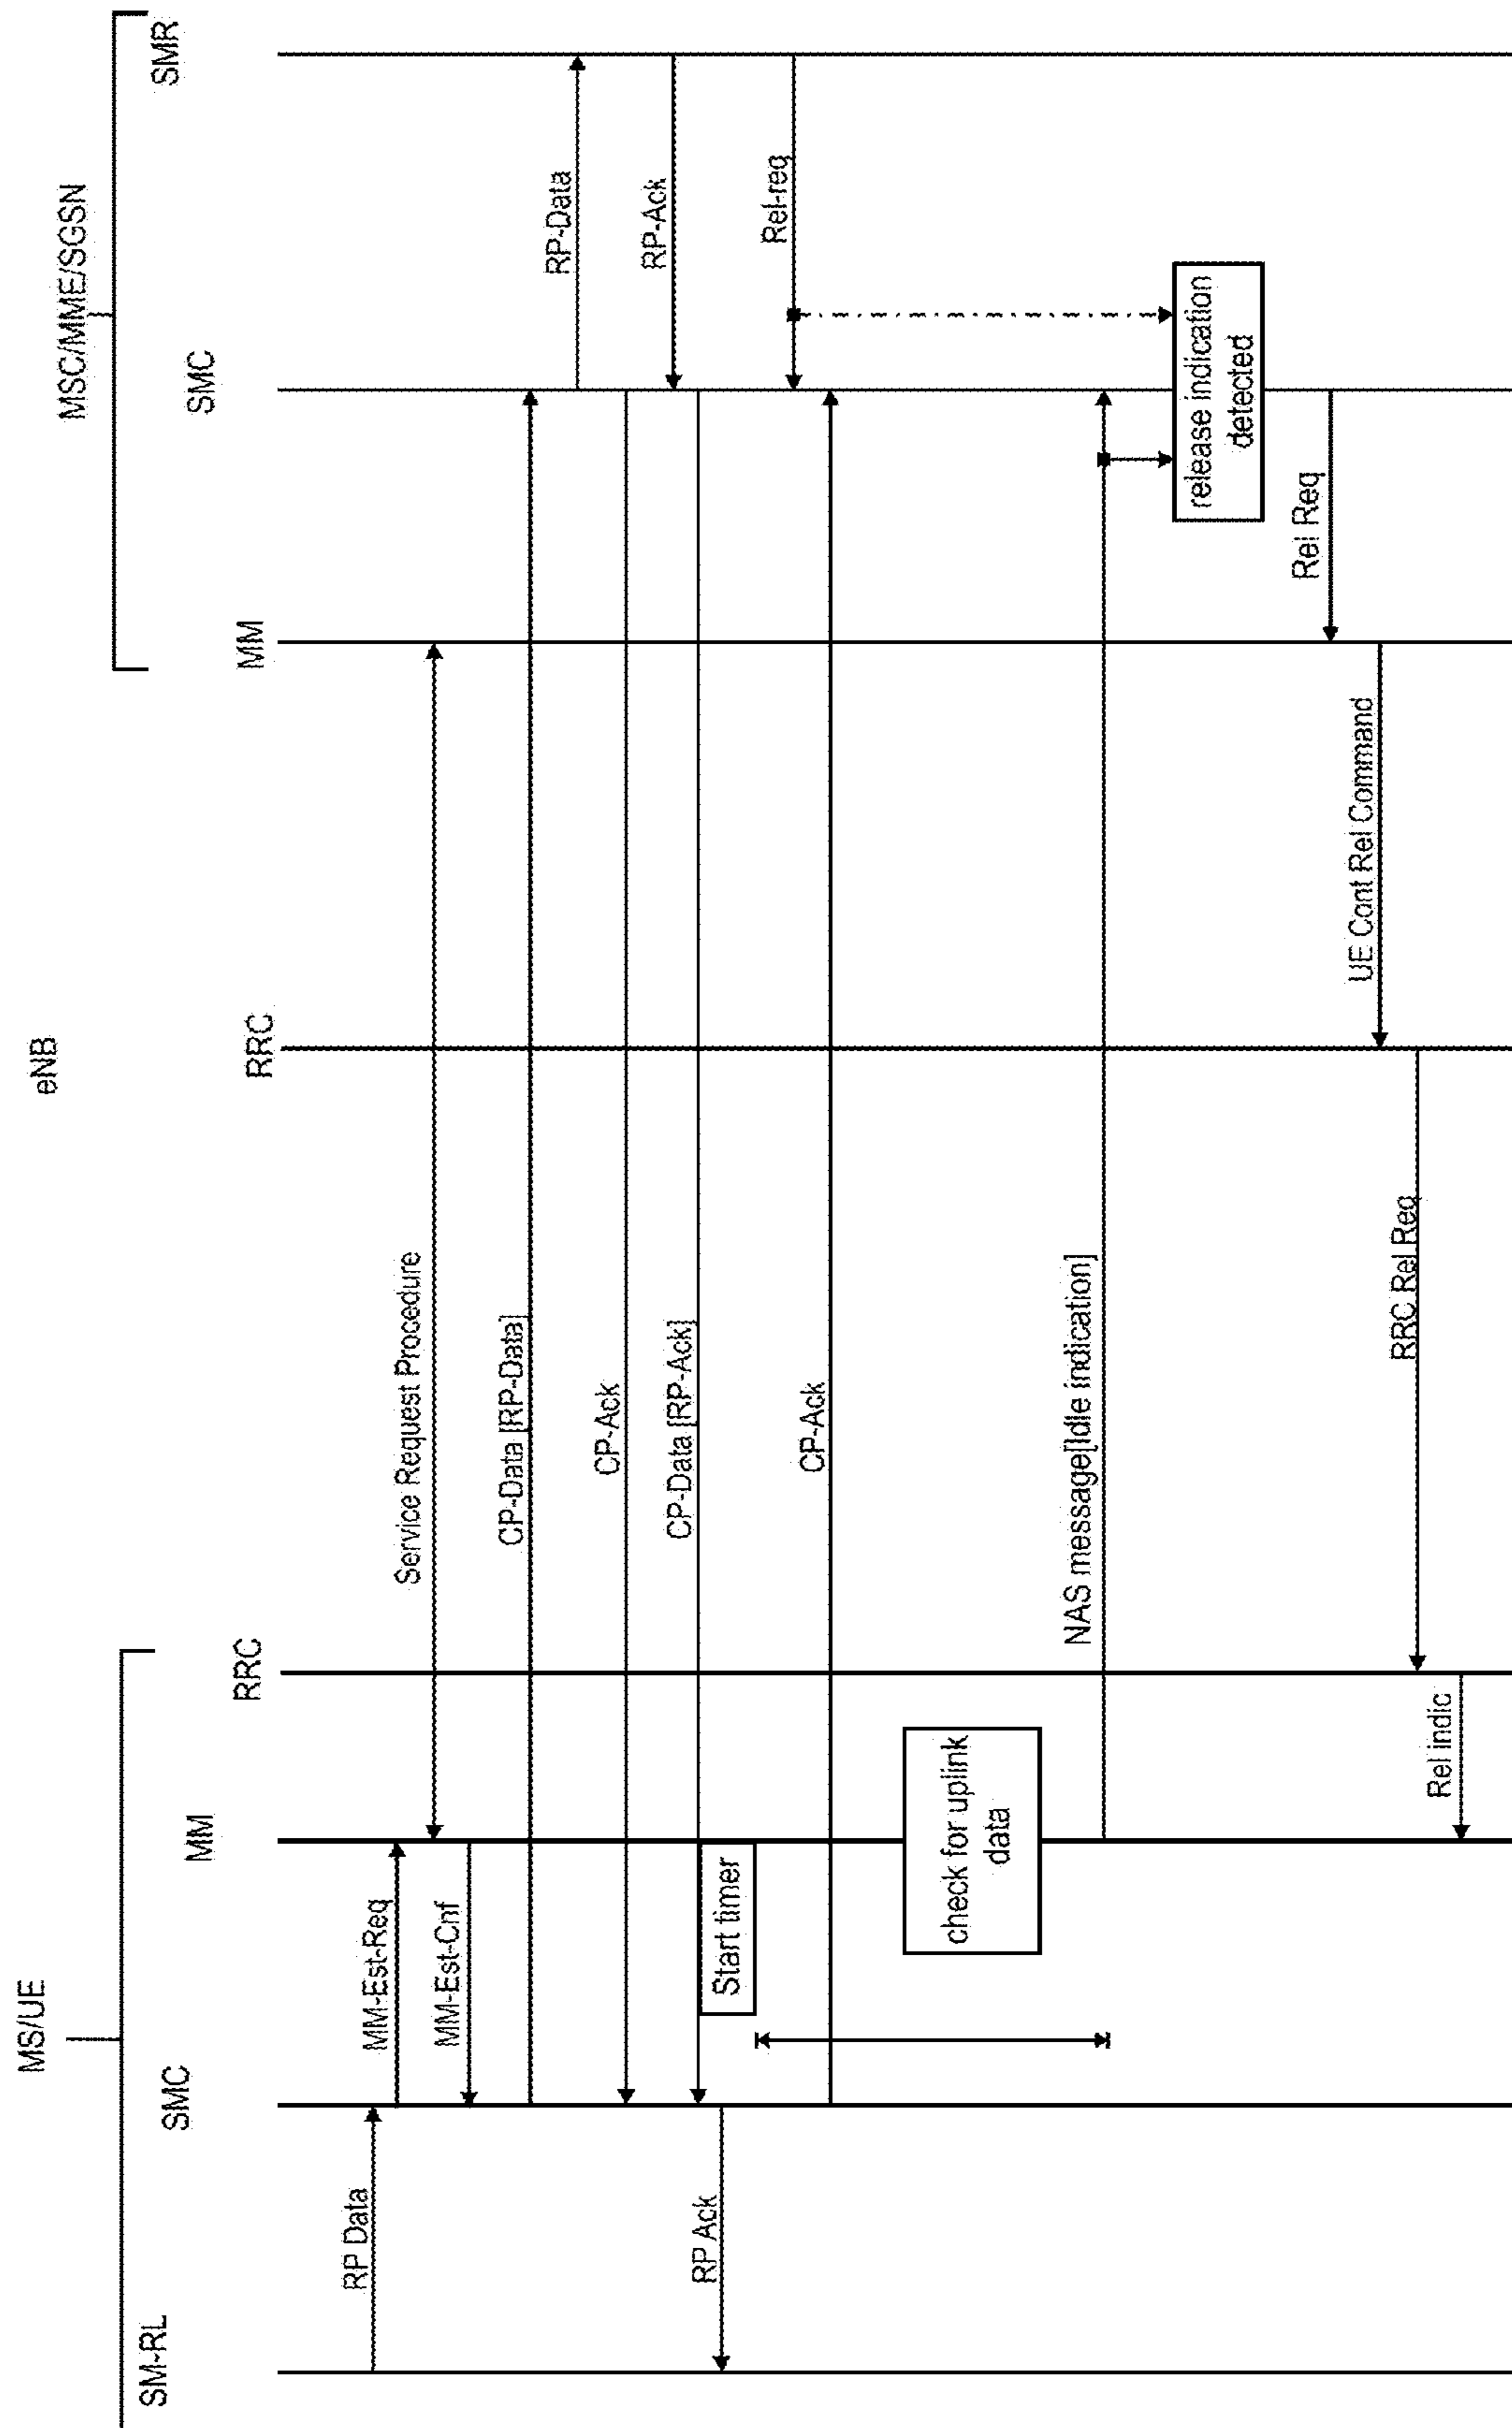 MS/UE
eNB
MSC/MME/SGSN
SM-RL
SMC
MM
RRC
RRC
MM
SMC
SMR
RP Data
MM-Est-Req
Service Request Procedure
MM-Est-Cnf
CP-Data [RP-Data]
RP-Data
CP-Ack
RP-Ack
CP-Data [RP-Ack]
Start timer
RP Ack
Rel-req
CP-Ack
check for uplink
data
NAS message[Idle indication]
release indication
detected
Rel Req
UE Cont Rel Command
RRC Rel Req
Rel indic